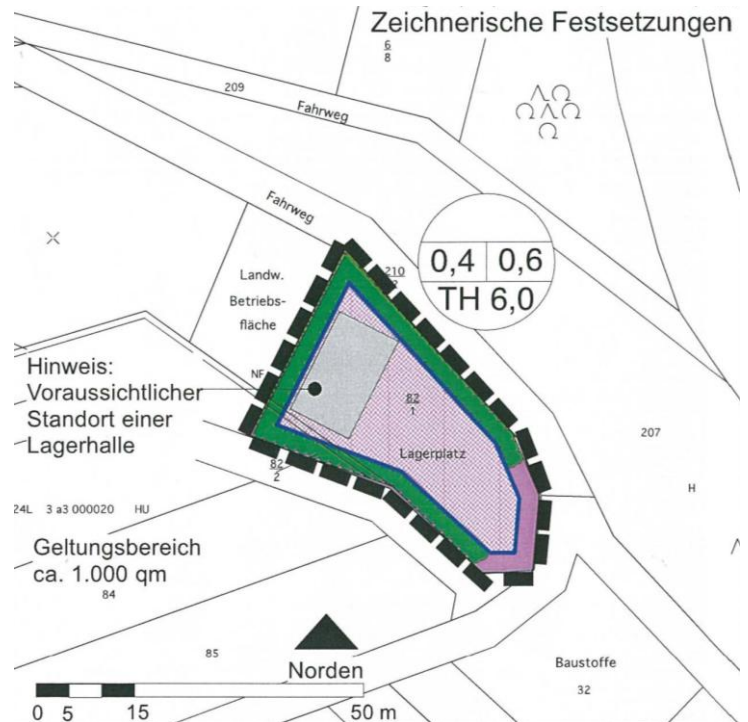 Zeichnerische Festsetzungen
6
8
209
Fahrweg
Fahrweg
0,4 0,6
TH 6,0
210
2
Landw.
Betriebs-
fläche
Hinweis:
Voraussichtlicher
Standort einer
Lagerhalle
NF
82
1
Lagerplatz
207
82
2
H
24L 3 a3 000020 HU
Geltungsbereich
ca. 1.000 qm
84
85
Norden
Baustoffe
32
0 5 15 50 m